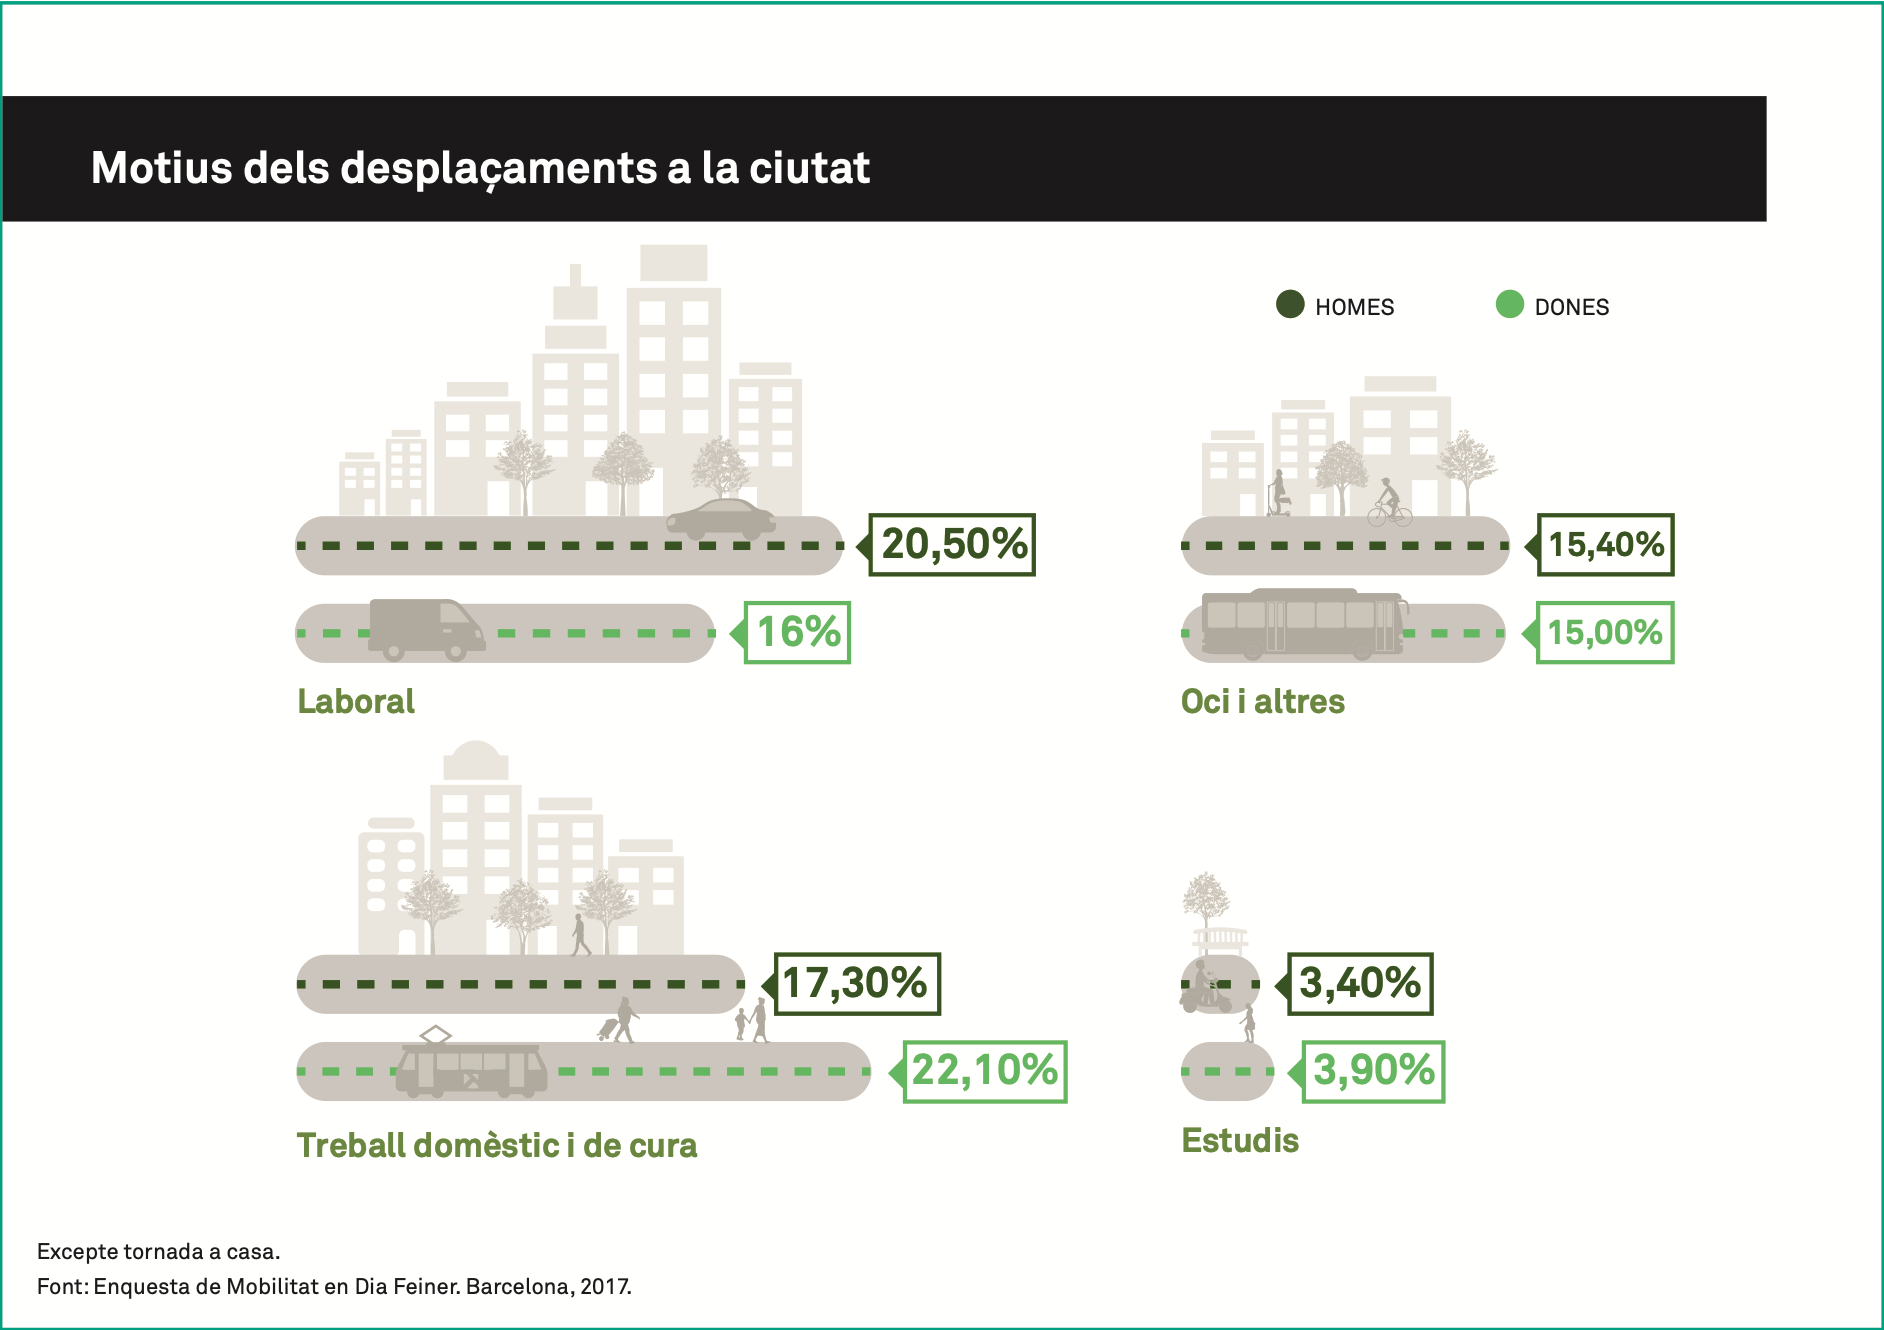 Motius dels desplaçaments a la ciutat
HOMES
DONES
20,50%
16%
Laboral
15,40%
15,00%
Oci i altres
17,30%
22,10%
Treball domèstic i de cura
3,40%
3,90%
Estudis
Excepte tornada a casa.
Font: Enquesta de Mobilitat en Dia Feiner. Barcelona, 2017.